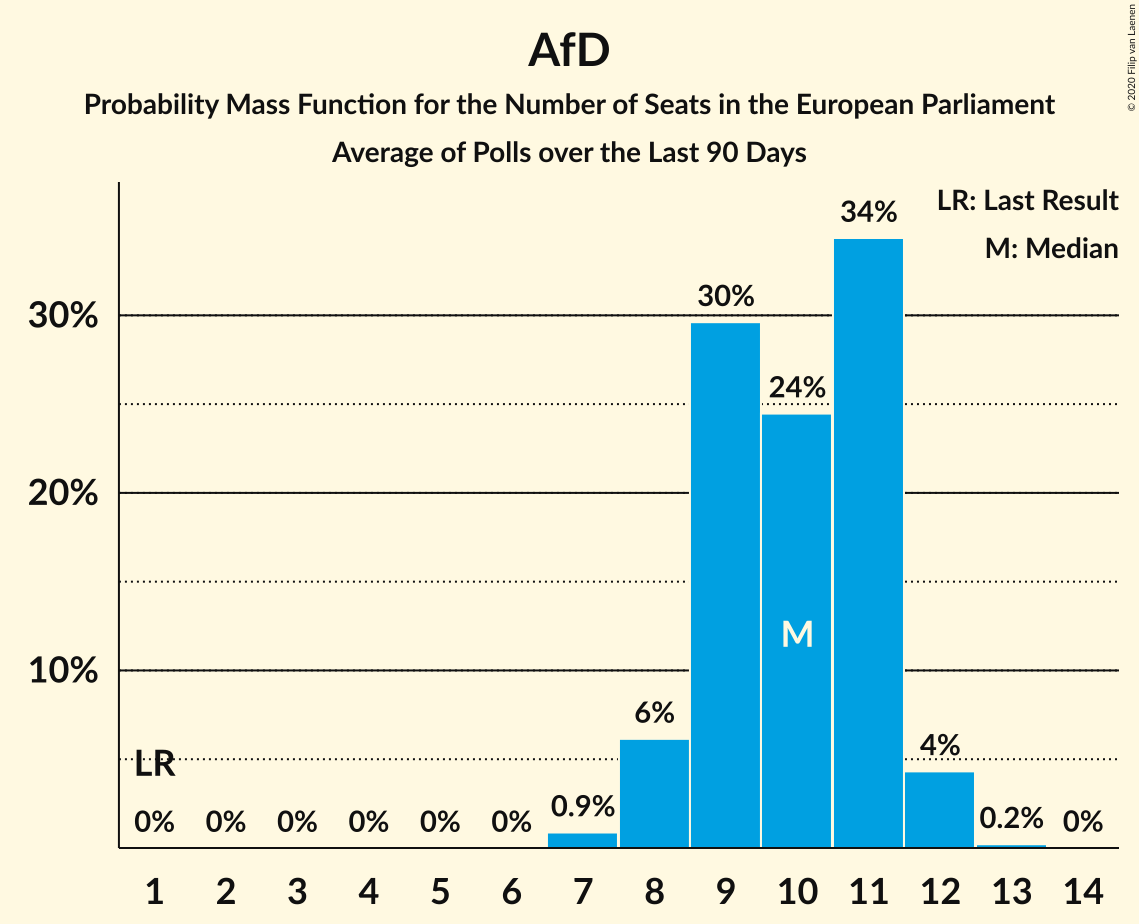 AfD
Probability Mass Function for the Number of Seats in the European Parliament
Average of Polls over the Last 90 Days
© 2020 Filip van Laenen
LR: Last Result
M: Median
34%
30%
30%
24%
20%
M
10%
6%
LR
4%
0% 0% 0% 0% 0% 0% 0.9% 0.2% 0%
1 2 3 4 5 6 7 8 9 10 11 12 13 14